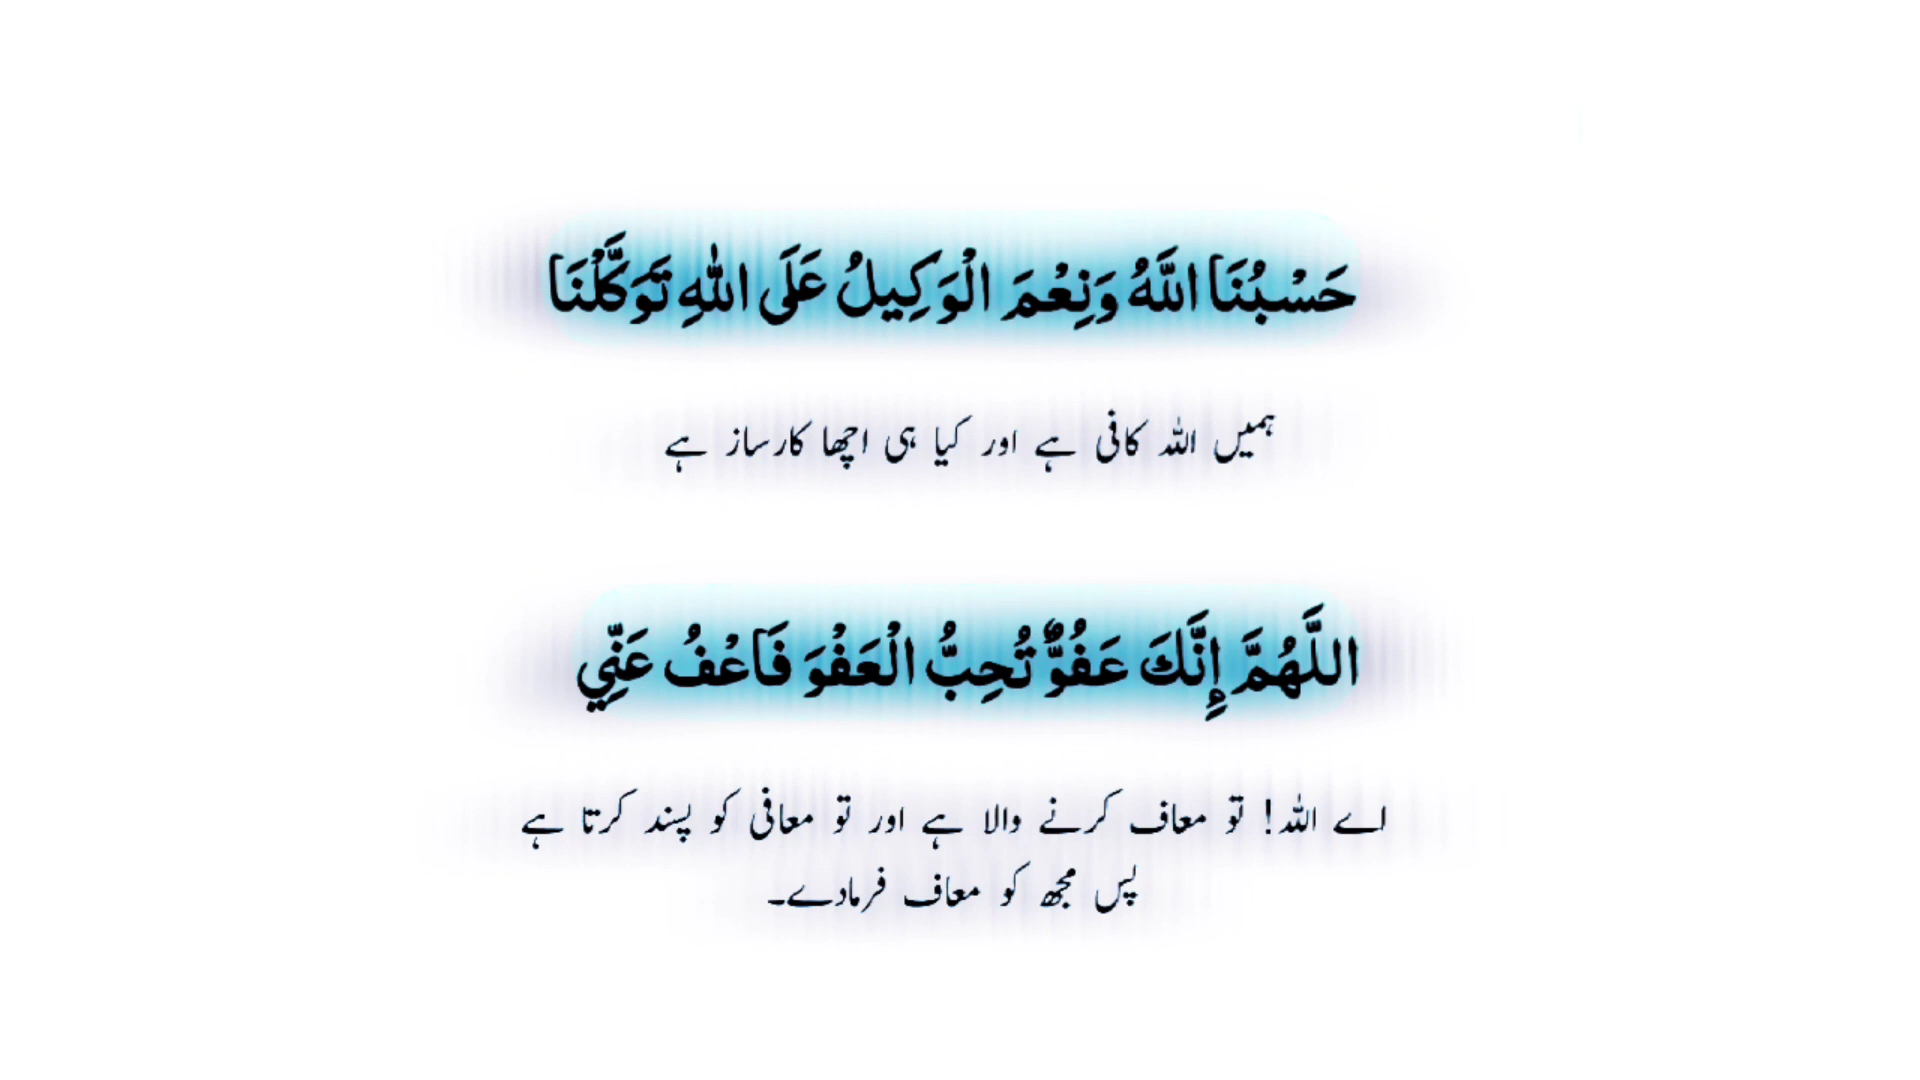 حَسْبُنَا اللَّهُ وَنِعْمَ الْوَكِيلُ عَلَى اللّٰهِ تَوَكَّلْنَا
ہمیں اللہ کافی ہے اور کیا ہی اچھا کارساز ہے
اللَّهُمَّ إِنَّكَ عَفُوٌّ تُحِبُّ الْعَفْوَ فَاعْفُ عَنِّي
اے اللہ! تو معاف کرنے والا ہے اور تو معافی کو پسند کرتا ہے
پس مجھ کو معاف فرمادے۔